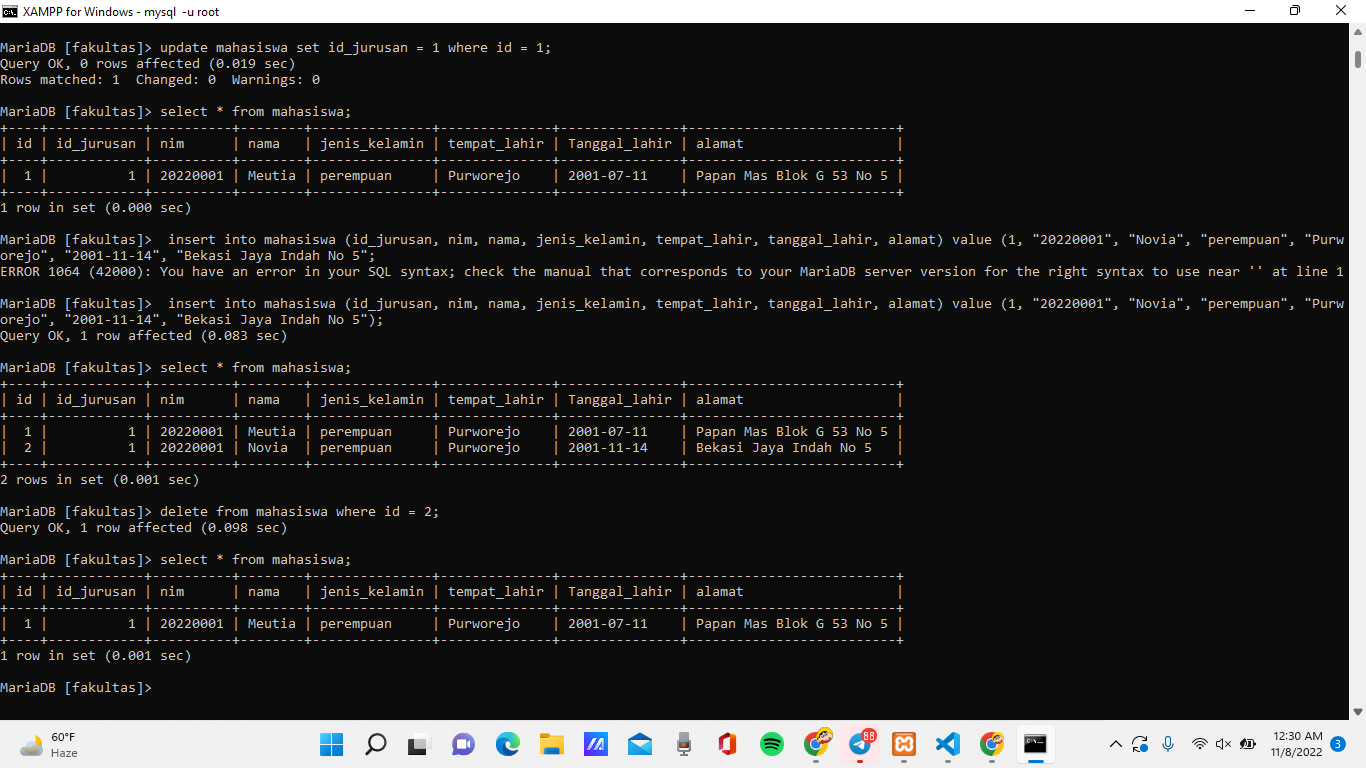 XAMPP for Windows - mysql  -u root
MariaDB [fakultas]> update mahasiswa set id_jurusan = 1 where id = 1;
Query OK, 0 rows affected (0.019 sec)
Rows matched: 1  Changed: 0  Warnings: 0
MariaDB [fakultas]> select * from mahasiswa;
+----+------------+----------+--------+---------------+--------------+---------------+--------------------------+
| id | id_jurusan | nim      | nama   | jenis_kelamin | tempat_lahir | Tanggal_lahir | alamat                   |
+----+------------+----------+--------+---------------+--------------+---------------+--------------------------+
|  1 |          1 | 20220001 | Meutia | perempuan     | Purworejo    | 2001-07-11    | Papan Mas Blok G 53 No 5 |
+----+------------+----------+--------+---------------+--------------+---------------+--------------------------+
1 row in set (0.000 sec)
MariaDB [fakultas]>  insert into mahasiswa (id_jurusan, nim, nama, jenis_kelamin, tempat_lahir, tanggal_lahir, alamat) value (1, "20220001", "Novia", "perempuan", "Purw
orejo", "2001-11-14", "Bekasi Jaya Indah No 5";
ERROR 1064 (42000): You have an error in your SQL syntax; check the manual that corresponds to your MariaDB server version for the right syntax to use near '' at line 1
MariaDB [fakultas]>  insert into mahasiswa (id_jurusan, nim, nama, jenis_kelamin, tempat_lahir, tanggal_lahir, alamat) value (1, "20220001", "Novia", "perempuan", "Purw
orejo", "2001-11-14", "Bekasi Jaya Indah No 5");
Query OK, 1 row affected (0.083 sec)
MariaDB [fakultas]> select * from mahasiswa;
+----+------------+----------+--------+---------------+--------------+---------------+--------------------------+
| id | id_jurusan | nim      | nama   | jenis_kelamin | tempat_lahir | Tanggal_lahir | alamat                   |
+----+------------+----------+--------+---------------+--------------+---------------+--------------------------+
|  1 |          1 | 20220001 | Meutia | perempuan     | Purworejo    | 2001-07-11    | Papan Mas Blok G 53 No 5 |
|  2 |          1 | 20220001 | Novia  | perempuan     | Purworejo    | 2001-11-14    | Bekasi Jaya Indah No 5   |
+----+------------+----------+--------+---------------+--------------+---------------+--------------------------+
2 rows in set (0.001 sec)
MariaDB [fakultas]> delete from mahasiswa where id = 2;
Query OK, 1 row affected (0.098 sec)
MariaDB [fakultas]> select * from mahasiswa;
+----+------------+----------+--------+---------------+--------------+---------------+--------------------------+
| id | id_jurusan | nim      | nama   | jenis_kelamin | tempat_lahir | Tanggal_lahir | alamat                   |
+----+------------+----------+--------+---------------+--------------+---------------+--------------------------+
|  1 |          1 | 20220001 | Meutia | perempuan     | Purworejo    | 2001-07-11    | Papan Mas Blok G 53 No 5 |
+----+------------+----------+--------+---------------+--------------+---------------+--------------------------+
1 row in set (0.001 sec)
MariaDB [fakultas]>
60°F
Haze
88
12:30 AM
11/8/2022
3